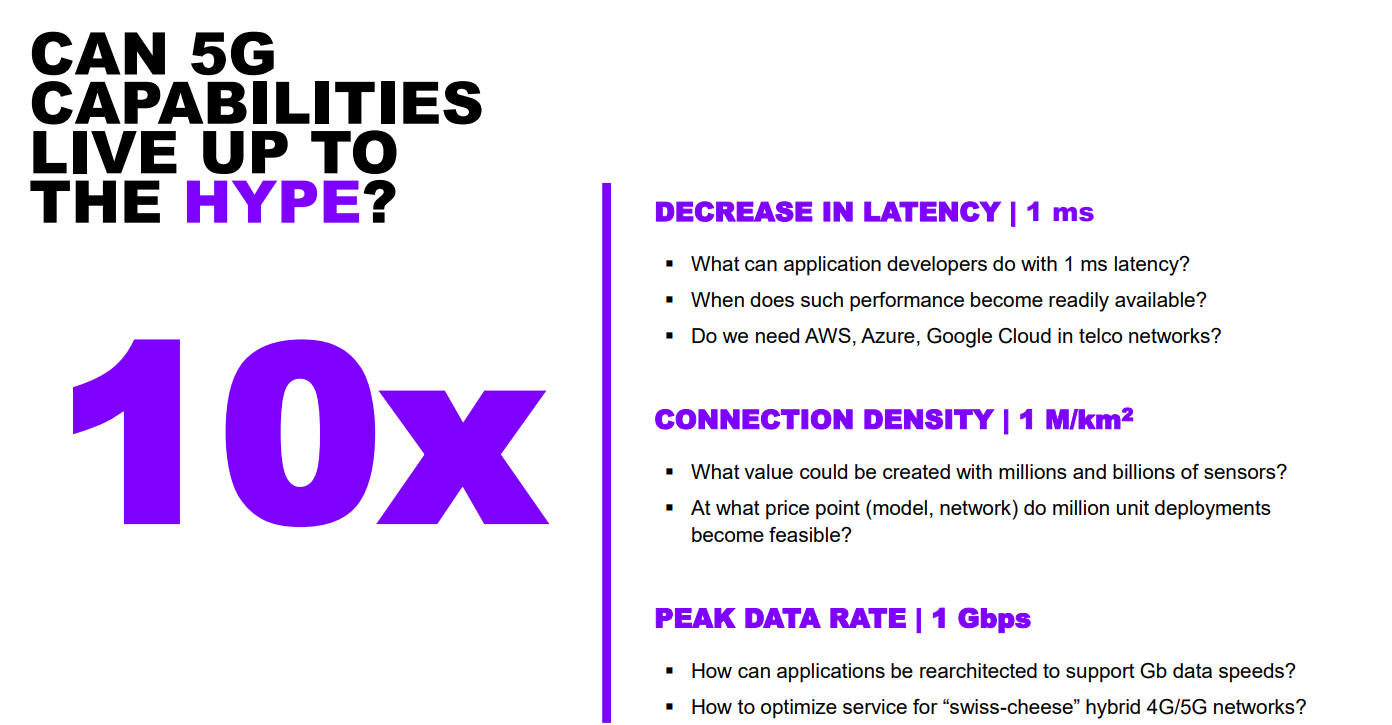 CAN 5G
CAPABILITIES
LIVE UP TO
THE HYPE?
10x
DECREASE IN LATENCY | 1 ms
▪ What can application developers do with 1 ms latency?
▪ When does such performance become readily available?
▪ Do we need AWS, Azure, Google Cloud in telco networks?
CONNECTION DENSITY | 1 M/km²
▪ What value could be created with millions and billions of sensors?
▪ At what price point (model, network) do million unit deployments
become feasible?
PEAK DATA RATE | 1 Gbps
▪ How can applications be rearchitected to support Gb data speeds?
▪ How to optimize service for “swiss-cheese” hybrid 4G/5G networks?